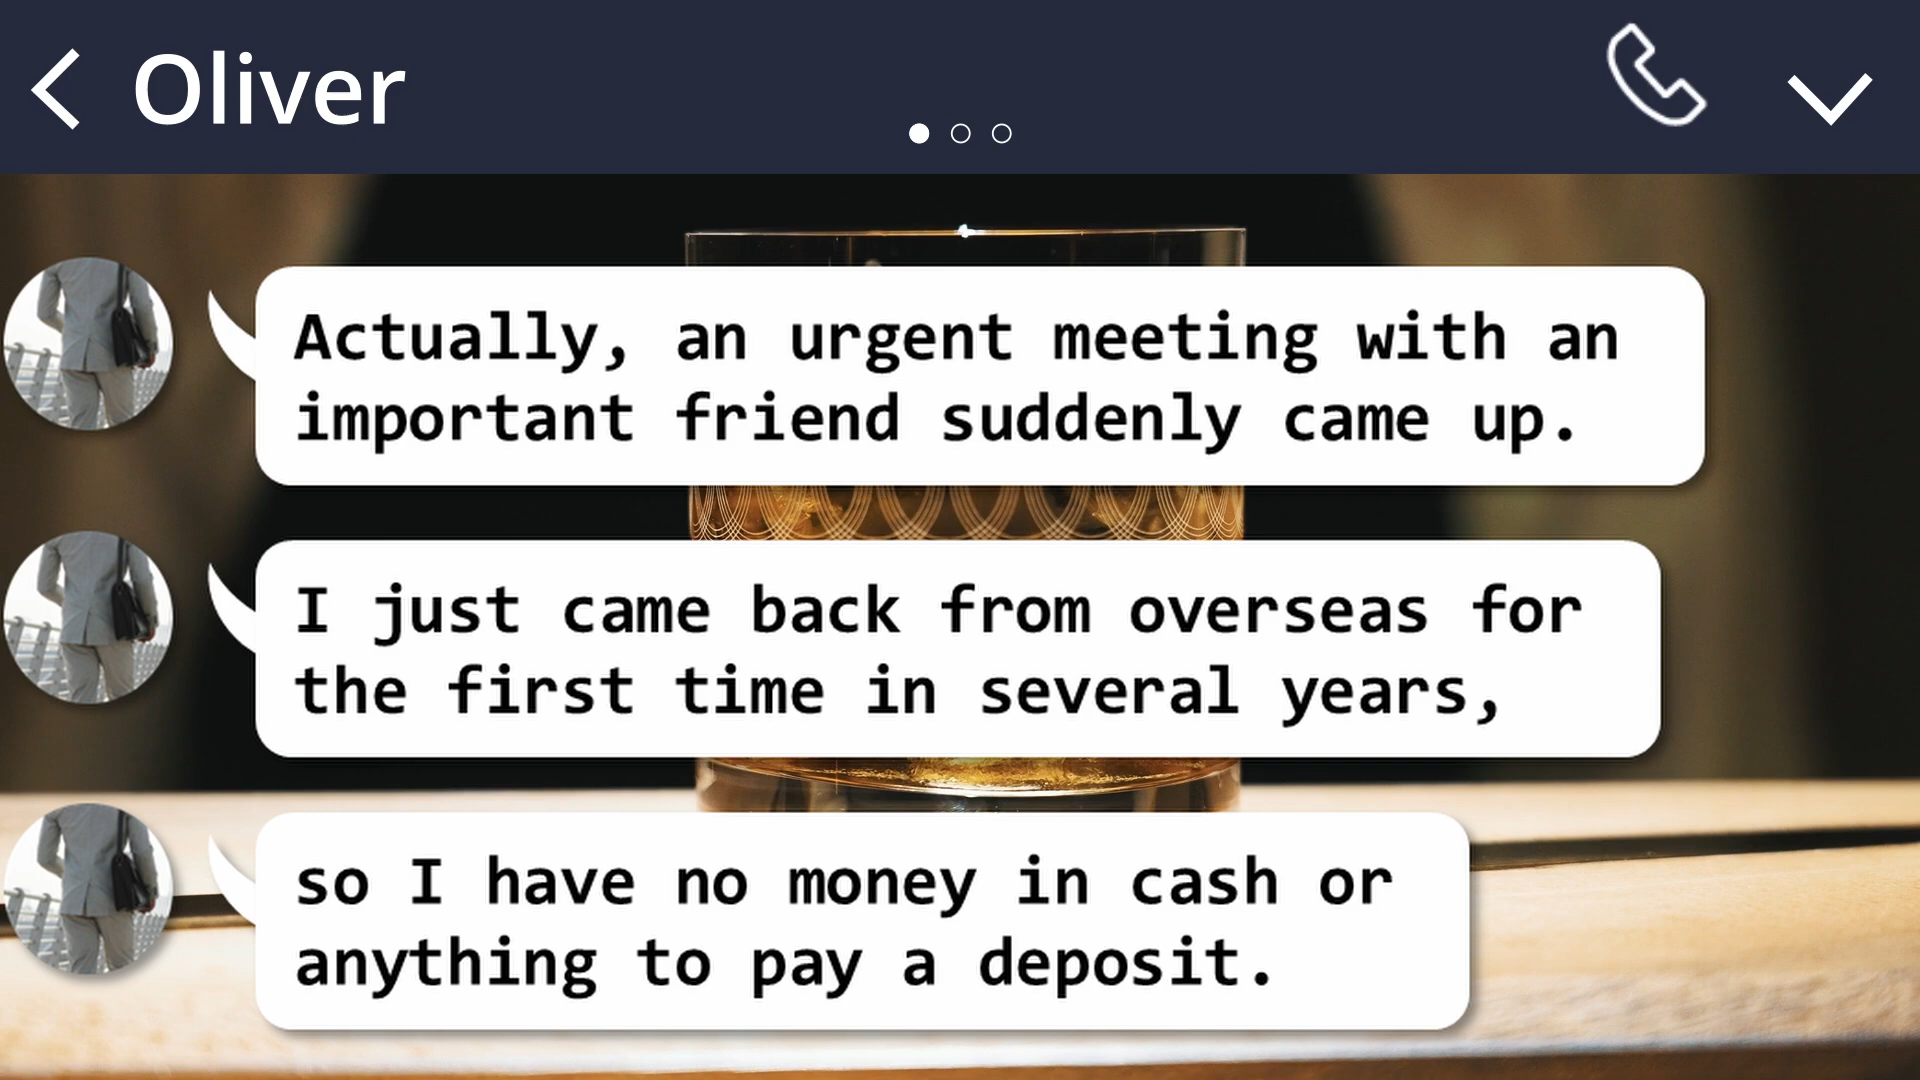 Oliver
Actually, an urgent meeting with an
important friend suddenly came up.
I just came back from overseas for
the first time in several years,
so I have no money in cash or
anything to pay a deposit.